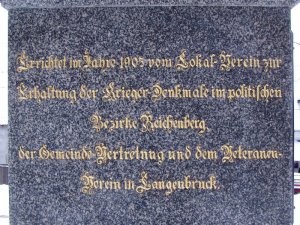 Errichtet im Jahre 1905 vom Lokal-Verein zur
Erhaltung der Krieger-Denkmale im politischen
Bezirke Reichenberg,
der Gemeinde-Vertretung und dem Veteranen-
Verein in Langenbruck.